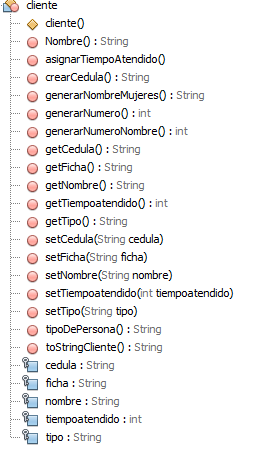 cliente
cliente()
Nombre() : String
asignarTiempoAtendido()
crearCedula() : String
generarNombreMujeres() : String
generarNumero() : int
generarNumeroNombre() : int
getCedula() : String
getFicha() : String
getNombre() : String
getTiempoatendido() : int
getTipo() : String
setCedula(String cedula)
setFicha(String ficha)
setNombre(String nombre)
setTiempoatendido(int tiempoatendido)
setTipo(String tipo)
tipoDePersona() : String
toStringCliente() : String
cedula : String
ficha : String
nombre : String
tiempoatendido : int
tipo : String